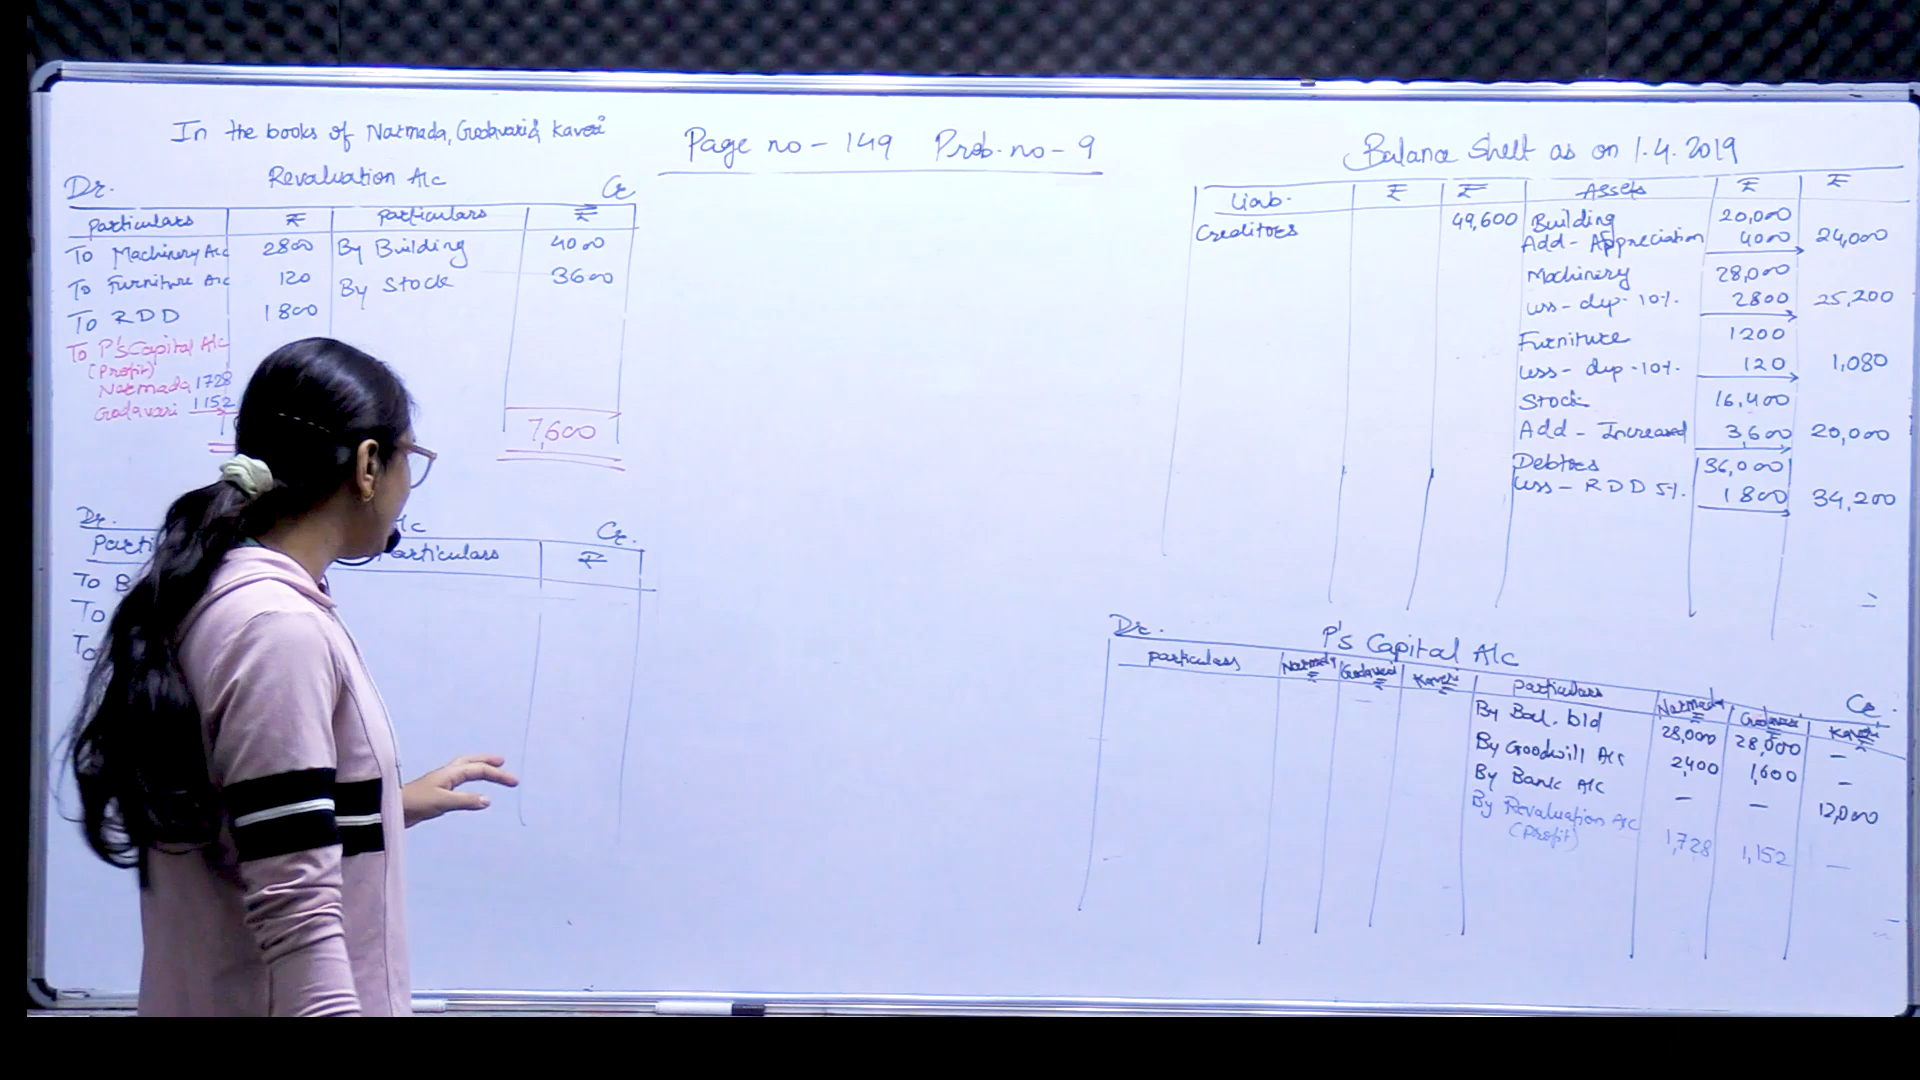 In the books of Narmada, Godavari & Kaveri
Revaluation A/c
Dr. Cr
Particulars ₹ Particulars ₹
To Machinery A/c 2800 By Building 4000
To Furniture A/c 120 By Stock 3600
To RDD 1800
To P's Capital A/c
(Profit)
Narmada 1728
Godavari 1152
7,600
Dr. A/c Cr.
Parti articulars ₹
To B
To
To
Page no - 149 Prob. no - 9
Balance Sheet as on 1.4.2019
Liab. ₹ ₹ Assets ₹ ₹
Creditors 49,600 Building 20,000
Add - Appreciation 4000 24,000
Machinery 28,000
Less - dep - 10%. 2800 25,200
Furniture 1200
Less - dep - 10%. 120 1,080
Stock 16,400
Add - Increased 3,600 20,000
Debtors 36,000
Less - RDD 5%. 1800 34,200
P's Capital A/c
Dr. Cr.
Particulars Narmada ₹ Godavari ₹ Kaveri ₹ Particulars Narmada ₹ Godavari ₹ Kaveri ₹
By Bal. b/d 28,000 28,000 -
By Goodwill A/c 2,400 1,600 -
By Bank A/c - - 12,000
By Revaluation A/c
(Profit) 1,728 1,152 -